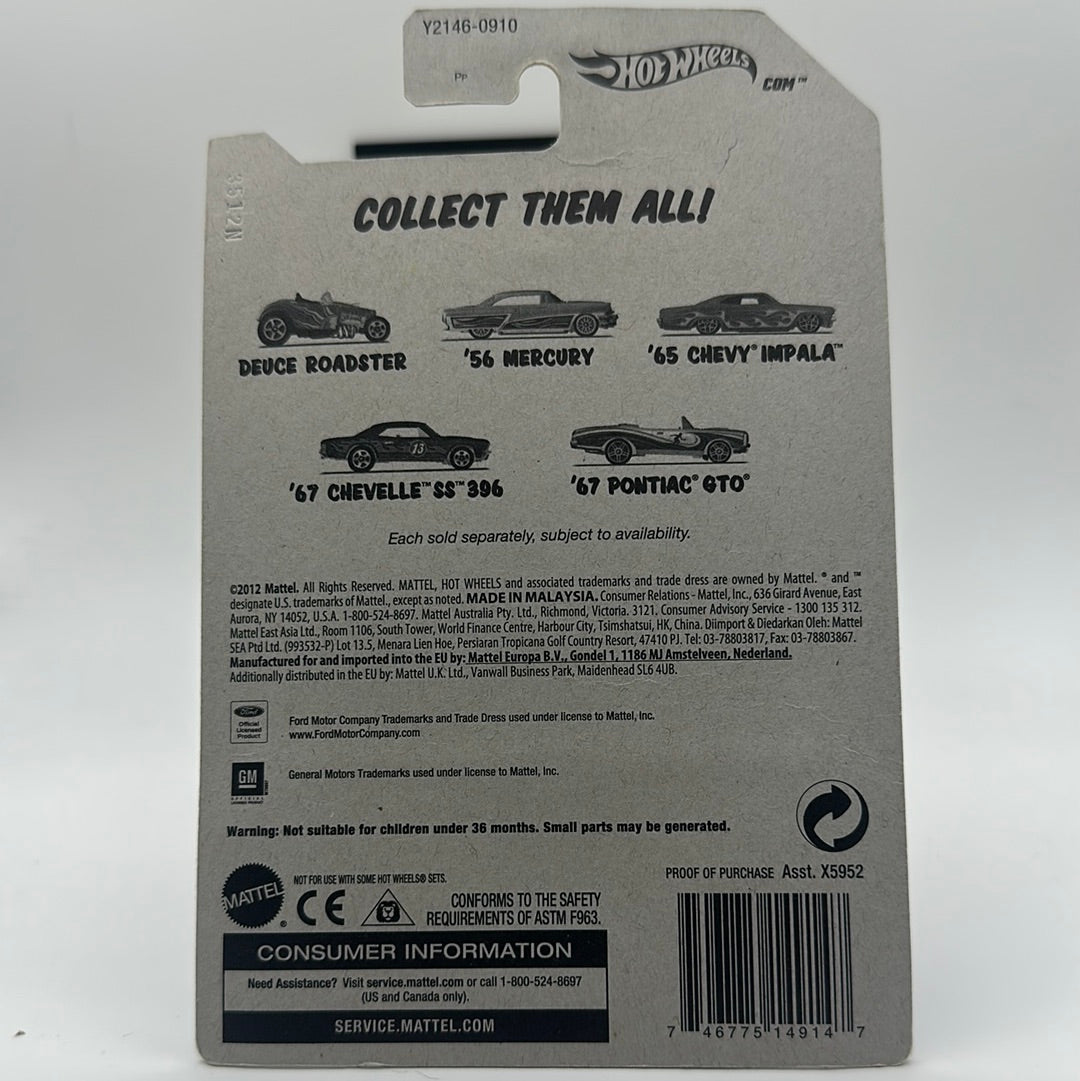 Y2146-0910
Pp
HOT WHEELS
COM™
3512N
COLLECT THEM ALL!
DEUCE ROADSTER
'56 MERCURY
'65 CHEVY® IMPALA™
13
'67 CHEVELLE™ SS™ 396
'67 PONTIAC® GTO®
Each sold separately, subject to availability.
©2012 Mattel. All Rights Reserved. MATTEL, HOT WHEELS and associated trademarks and trade dress are owned by Mattel. ® and ™
designate U.S. trademarks of Mattel., except as noted. MADE IN MALAYSIA. Consumer Relations - Mattel, Inc., 636 Girard Avenue, East
Aurora, NY 14052, U.S.A. 1-800-524-8697. Mattel Australia Pty. Ltd., Richmond, Victoria. 3121. Consumer Advisory Service - 1300 135 312.
Mattel East Asia Ltd., Room 1106, South Tower, World Finance Centre, Harbour City, Tsimshatsui, HK, China. Diimport & Diedarkan Oleh: Mattel
SEA Ptd Ltd. (993532-P) Lot 13.5, Menara Lien Hoe, Persiaran Tropicana Golf Country Resort, 47410 PJ. Tel: 03-78803817, Fax: 03-78803867.
Manufactured for and imported into the EU by: Mattel Europa B.V., Gondel 1, 1186 MJ Amstelveen, Nederland.
Additionally distributed in the EU by: Mattel U.K. Ltd., Vanwall Business Park, Maidenhead SL6 4UB.
Ford
Official
Licensed
Product
Ford Motor Company Trademarks and Trade Dress used under license to Mattel, Inc.
www.FordMotorCompany.com
GM
OFFICIAL
LICENSED PRODUCT
General Motors Trademarks used under license to Mattel, Inc.
Warning: Not suitable for children under 36 months. Small parts may be generated.
MATTEL®
NOT FOR USE WITH SOME HOT WHEELS® SETS.
CE
CONFORMS TO THE SAFETY
REQUIREMENTS OF ASTM F963.
PROOF OF PURCHASE Asst. X5952
CONSUMER INFORMATION
Need Assistance? Visit service.mattel.com or call 1-800-524-8697
(US and Canada only).
SERVICE.MATTEL.COM
7 46775 14914 7